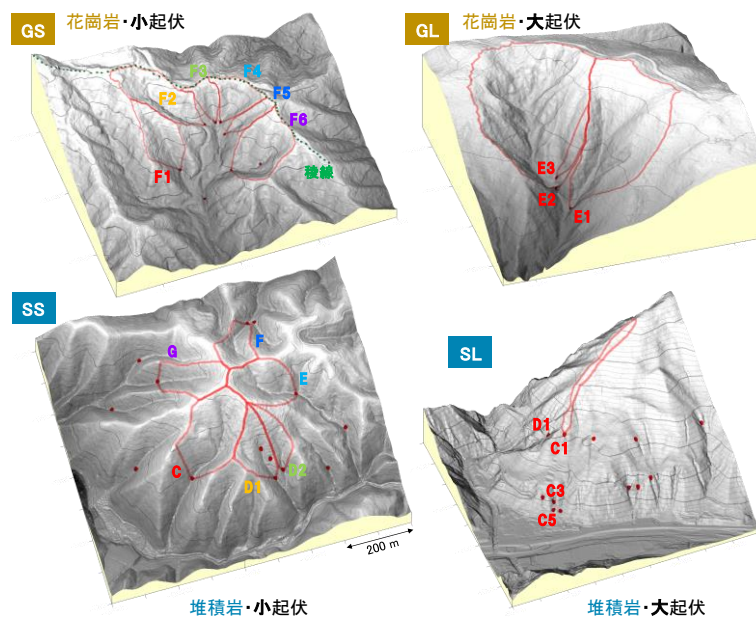 GS 花崗岩・小起伏
F3
F4
F2
F5
F6
F1
稜線
GL 花崗岩・大起伏
E3
E2
E1
SS
G
F
E
C
D1
D2
200 m
堆積岩・小起伏
SL
D1
C1
C3
C5
堆積岩・大起伏